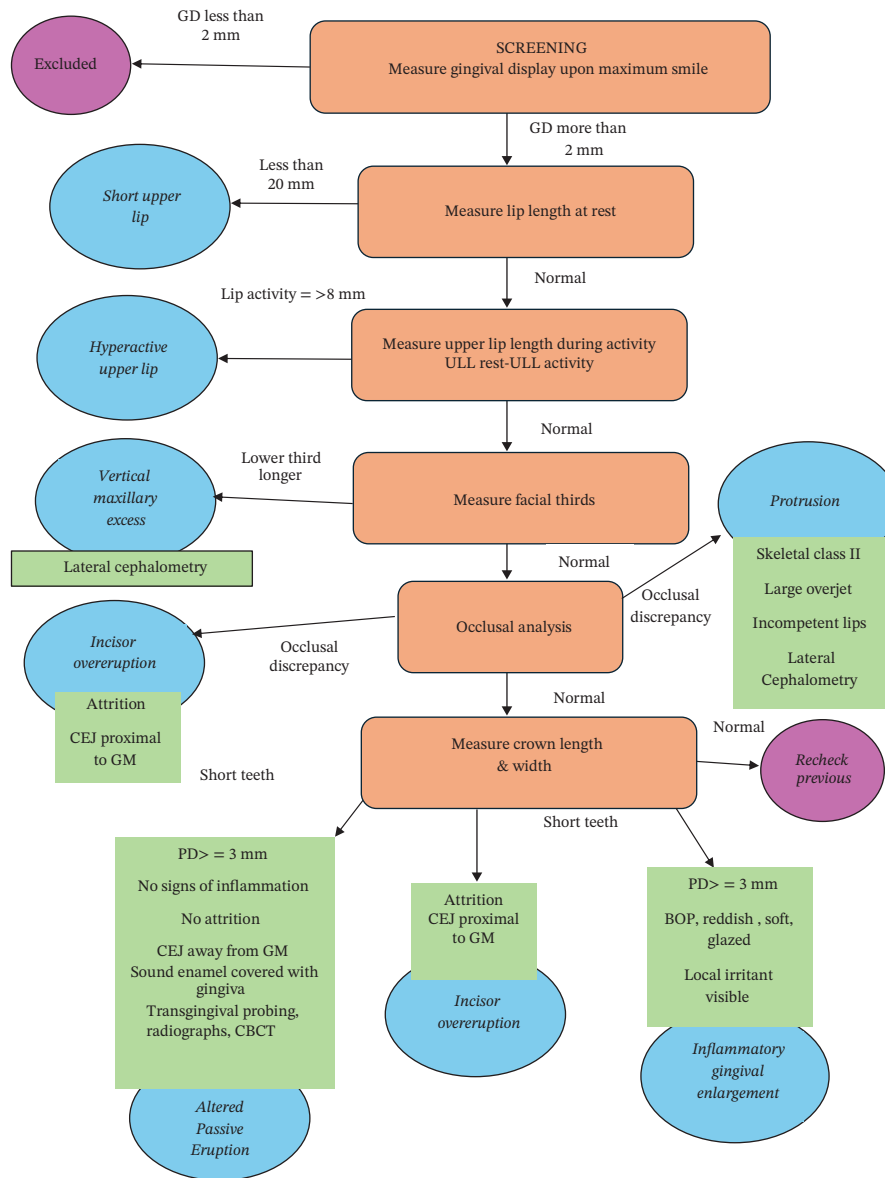 GD less than
2 mm
Excluded
SCREENING
Measure gingival display upon maximum smile
GD more than
2 mm
Less than
20 mm
Short upper
lip
Measure lip length at rest
Normal
Lip activity = >8 mm
Hyperactive
upper lip
Measure upper lip length during activity
ULL rest-ULL activity
Normal
Lower third
longer
Vertical
maxillary
excess
Lateral cephalometry
Measure facial thirds
Protrusion
Skeletal class II
Large overjet
Incompetent lips
Lateral
Cephalometry
Normal
Occlusal
discrepancy
Occlusal analysis
Occlusal
discrepancy
Incisor
overeruption
Attrition
CEJ proximal
to GM
Normal
Measure crown length
& width
Normal
Recheck
previous
Short teeth
Short teeth
PD> = 3 mm
No signs of inflammation
No attrition
CEJ away from GM
Sound enamel covered with
gingiva
Transgingival probing,
radiographs, CBCT
Altered
Passive
Eruption
Attrition
CEJ proximal
to GM
Incisor
overeruption
PD> = 3 mm
BOP, reddish , soft,
glazed
Local irritant
visible
Inflammatory
gingival
enlargement